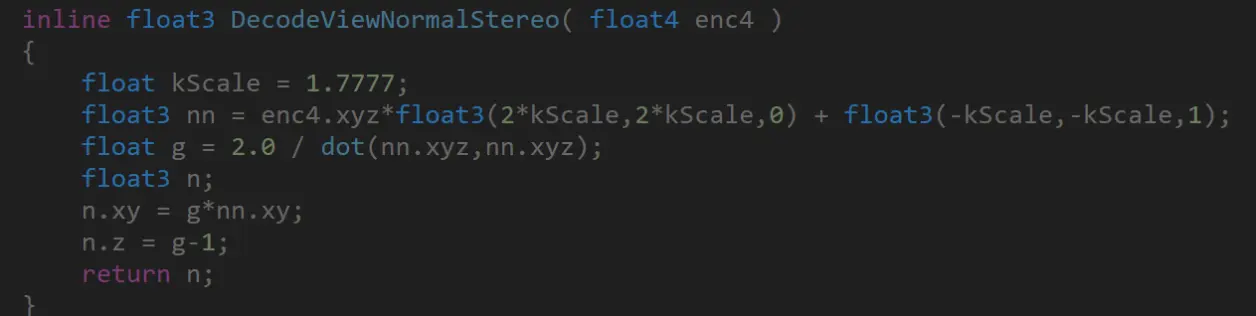 inline float3 DecodeViewNormalStereo( float4 enc4 )
{
    float kScale = 1.7777;
    float3 nn = enc4.xyz*float3(2*kScale,2*kScale,0) + float3(-kScale,-kScale,1);
    float g = 2.0 / dot(nn.xyz,nn.xyz);
    float3 n;
    n.xy = g*nn.xy;
    n.z = g-1;
    return n;
}